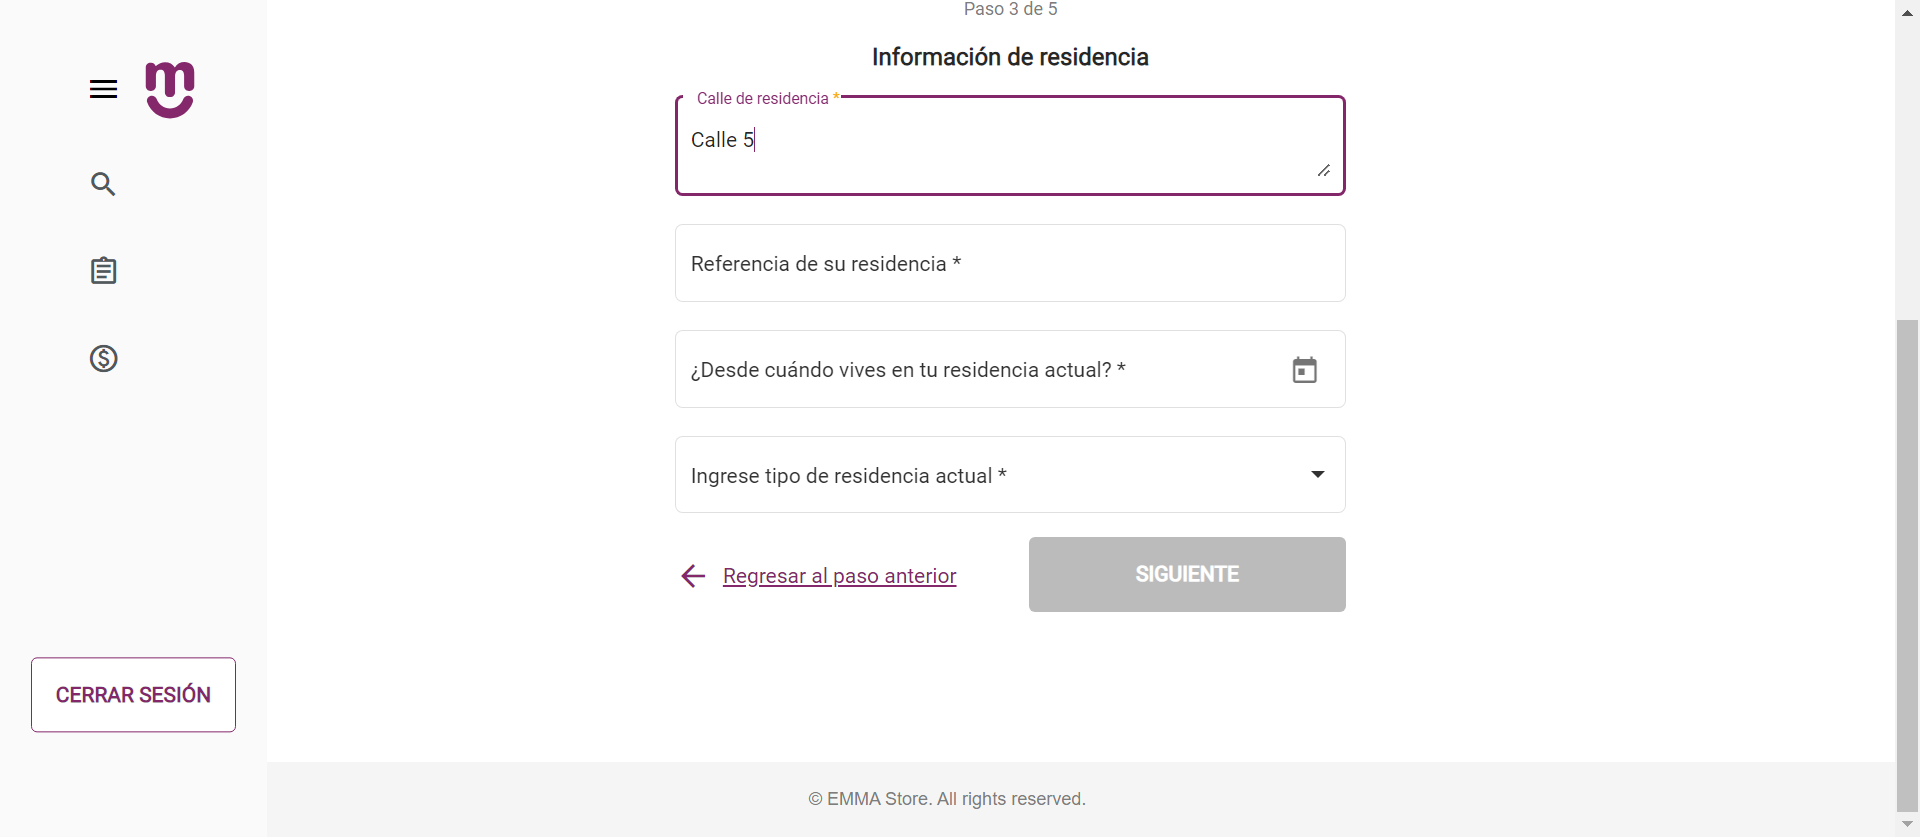 Paso 3 de 5
Información de residencia
Calle de residencia *
Calle 5
Referencia de su residencia *
¿Desde cuándo vives en tu residencia actual? *
Ingrese tipo de residencia actual *
Regresar al paso anterior
SIGUIENTE
CERRAR SESIÓN
© EMMA Store. All rights reserved.